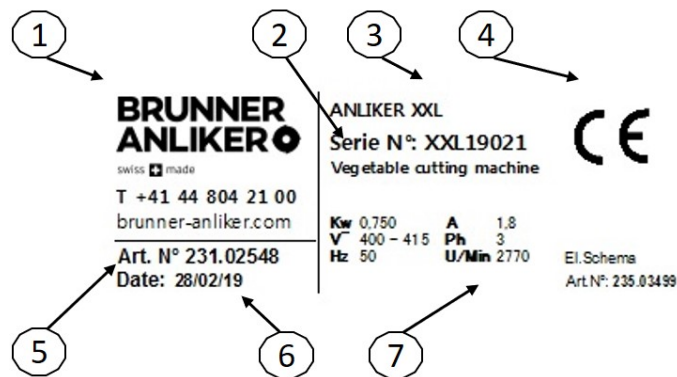 1
2
3
4
BRUNNER
ANLIKER
swiss made
T +41 44 804 21 00
brunner-anliker.com
Art. N° 231.02548
Date: 28/02/19
ANLIKER XXL
Serie N°: XXL19021
Vegetable cutting machine
Kw 0,750 A 1,8
V~ 400 – 415 Ph 3
Hz 50 U/Min 2770
CE
El.Schema
Art.N°: 235.03499
5
6
7